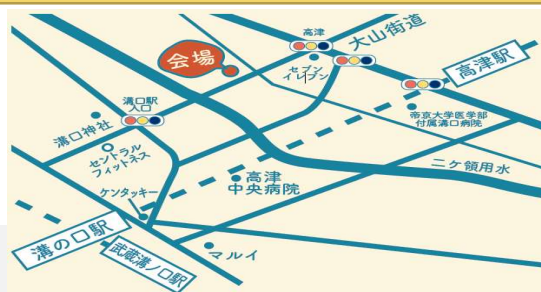 高津
大山街道
会場
セブン
イレブン
高津駅
溝口駅
入口
溝口神社
帝京大学医学部
付属溝口病院
セントラル
フィットネス
二ケ領用水
高津
中央病院
ケンタッキー
溝の口駅
武蔵溝ノ口駅
マルイ